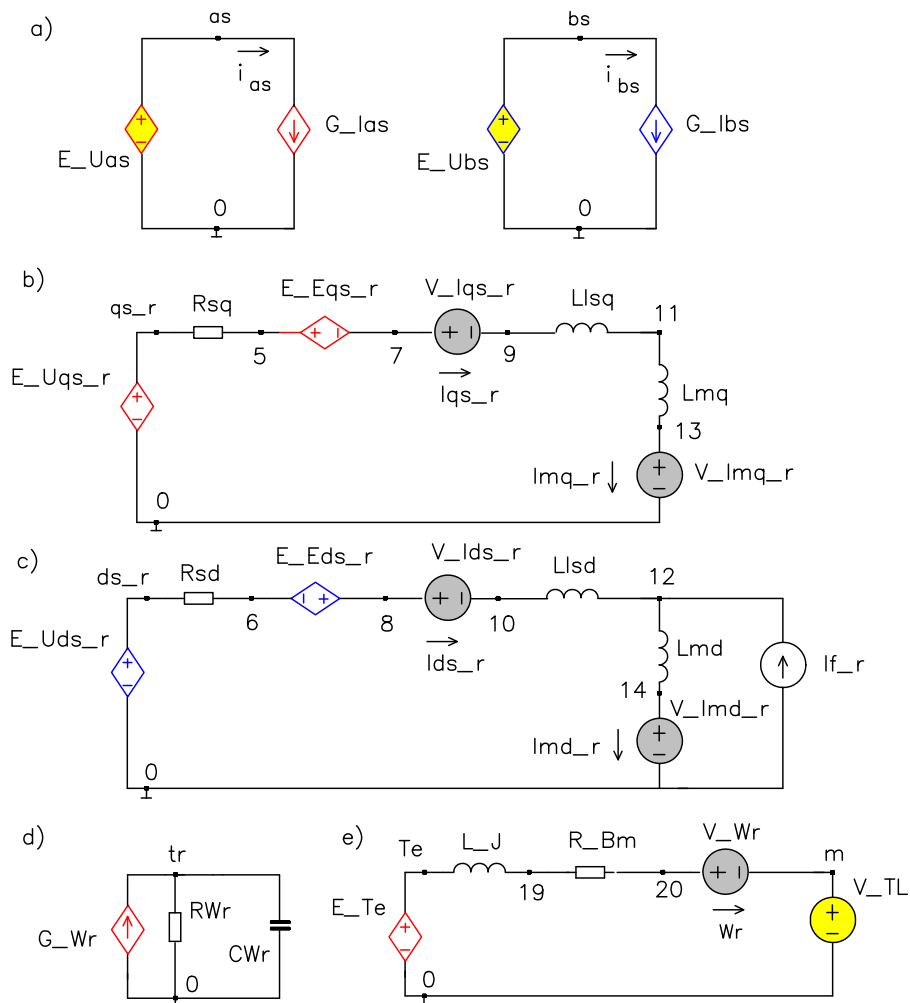 a)
as
bs
i as
i bs
E_Uas
G_Ias
E_Ubs
G_Ibs
0
0
b)
qs_r
Rsq
E_Eqs_r
V_Iqs_r
Llsq
11
5
7
9
Iqs_r
E_Uqs_r
Lmq
13
Imq_r
V_Imq_r
0
c)
ds_r
Rsd
E_Eds_r
V_Ids_r
Llsd
12
6
8
10
Ids_r
E_Uds_r
Lmd
If_r
14
V_Imd_r
Imd_r
0
d)
tr
G_Wr
RWr
CWr
0
e)
Te
L_J
R_Bm
V_Wr
m
19
20
V_TL
Wr
E_Te
0